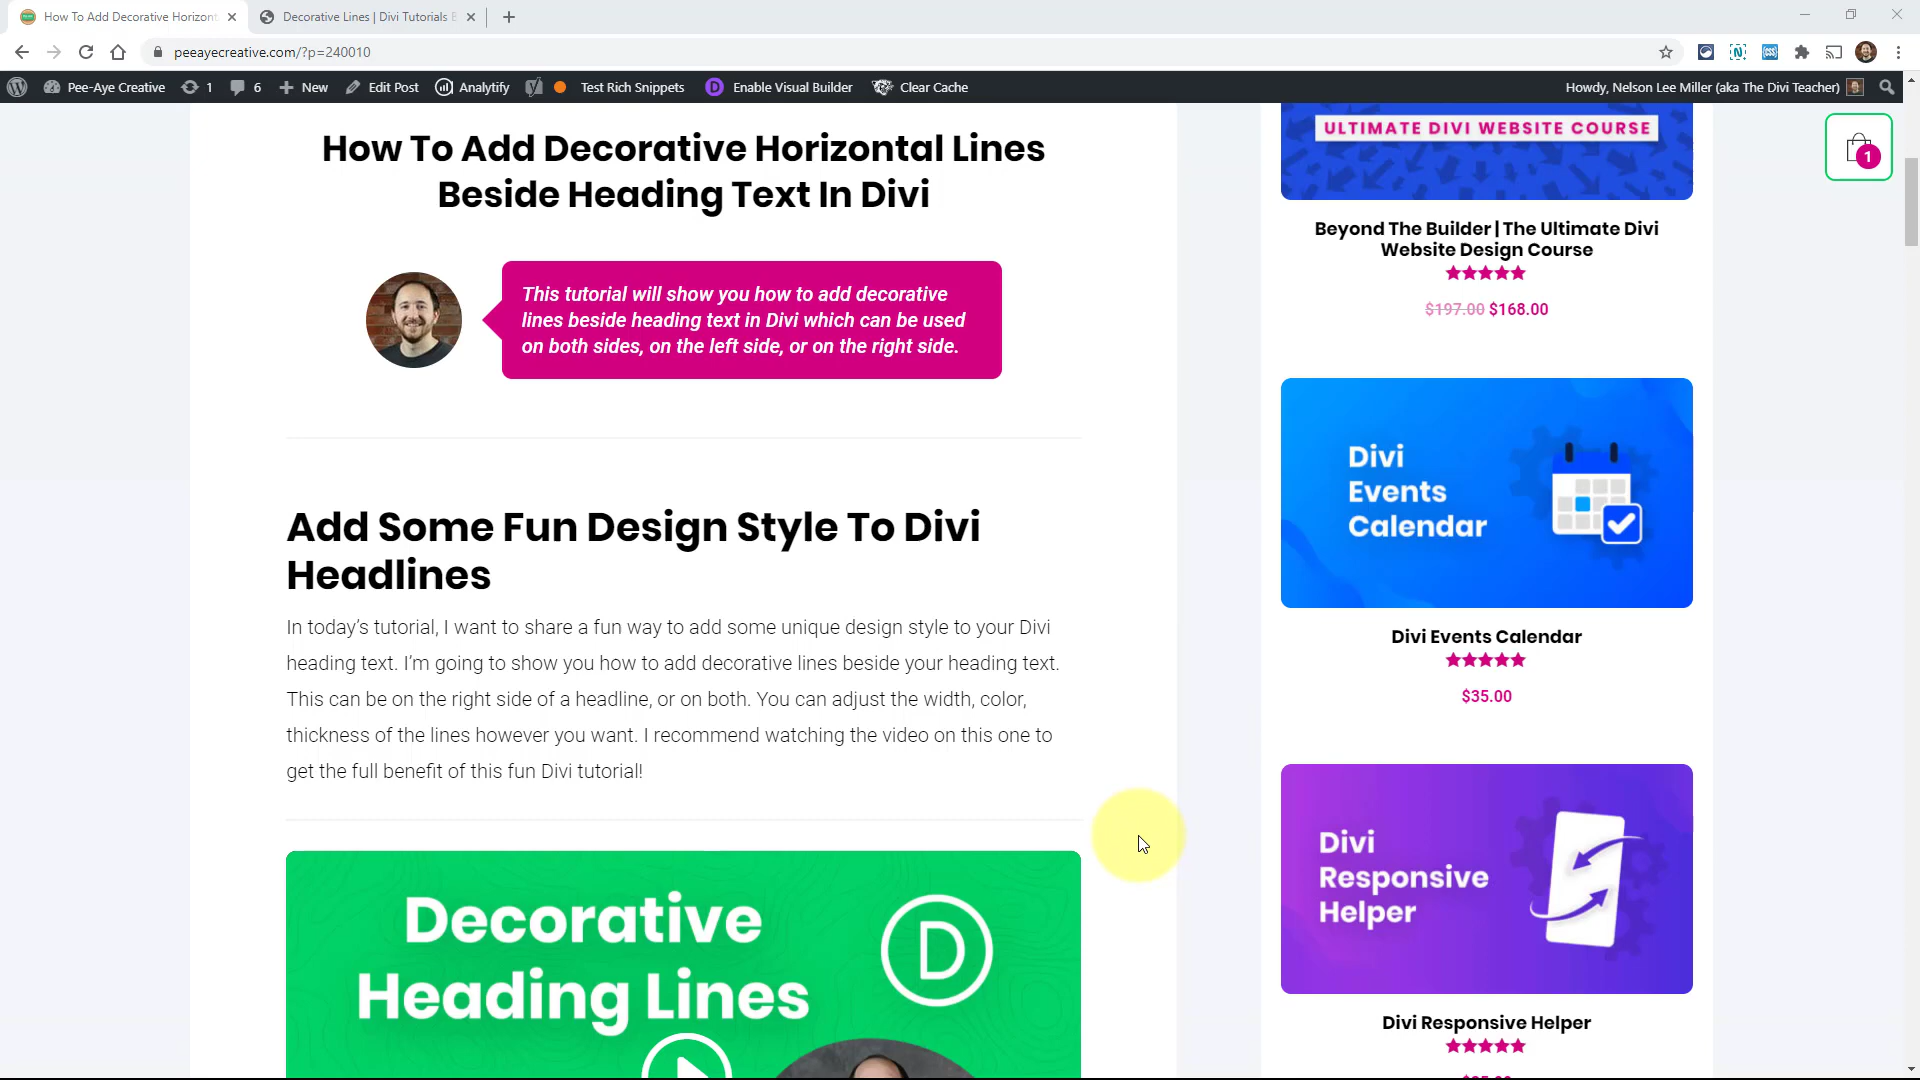 How To Add Decorative Horizont
Decorative Lines | Divi Tutorials B
peeayecreative.com/?p=240010
Pee-Aye Creative
1
6
New
Edit Post
Analytify
Test Rich Snippets
Enable Visual Builder
Clear Cache
Howdy, Nelson Lee Miller (aka The Divi Teacher)
How To Add Decorative Horizontal Lines
Beside Heading Text In Divi
This tutorial will show you how to add decorative
lines beside heading text in Divi which can be used
on both sides, on the left side, or on the right side.
Add Some Fun Design Style To Divi
Headlines
In today's tutorial, I want to share a fun way to add some unique design style to your Divi
heading text. I'm going to show you how to add decorative lines beside your heading text.
This can be on the right side of a headline, or on both. You can adjust the width, color,
thickness of the lines however you want. I recommend watching the video on this one to
get the full benefit of this fun Divi tutorial!
Decorative
Heading Lines
D
ULTIMATE DIVI WEBSITE COURSE
1
Beyond The Builder | The Ultimate Divi
Website Design Course
$197.00 $168.00
Divi
Events
Calendar
Divi Events Calendar
$35.00
Divi
Responsive
Helper
Divi Responsive Helper